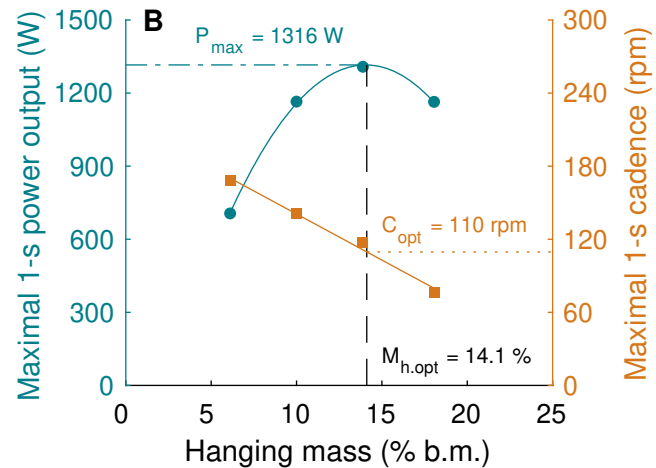 B
P_max = 1316 W
C_opt = 110 rpm
M_h.opt = 14.1 %
Maximal 1-s power output (W)
1500
1200
900
600
300
0
Maximal 1-s cadence (rpm)
300
240
180
120
60
0
0 5 10 15 20 25
Hanging mass (% b.m.)